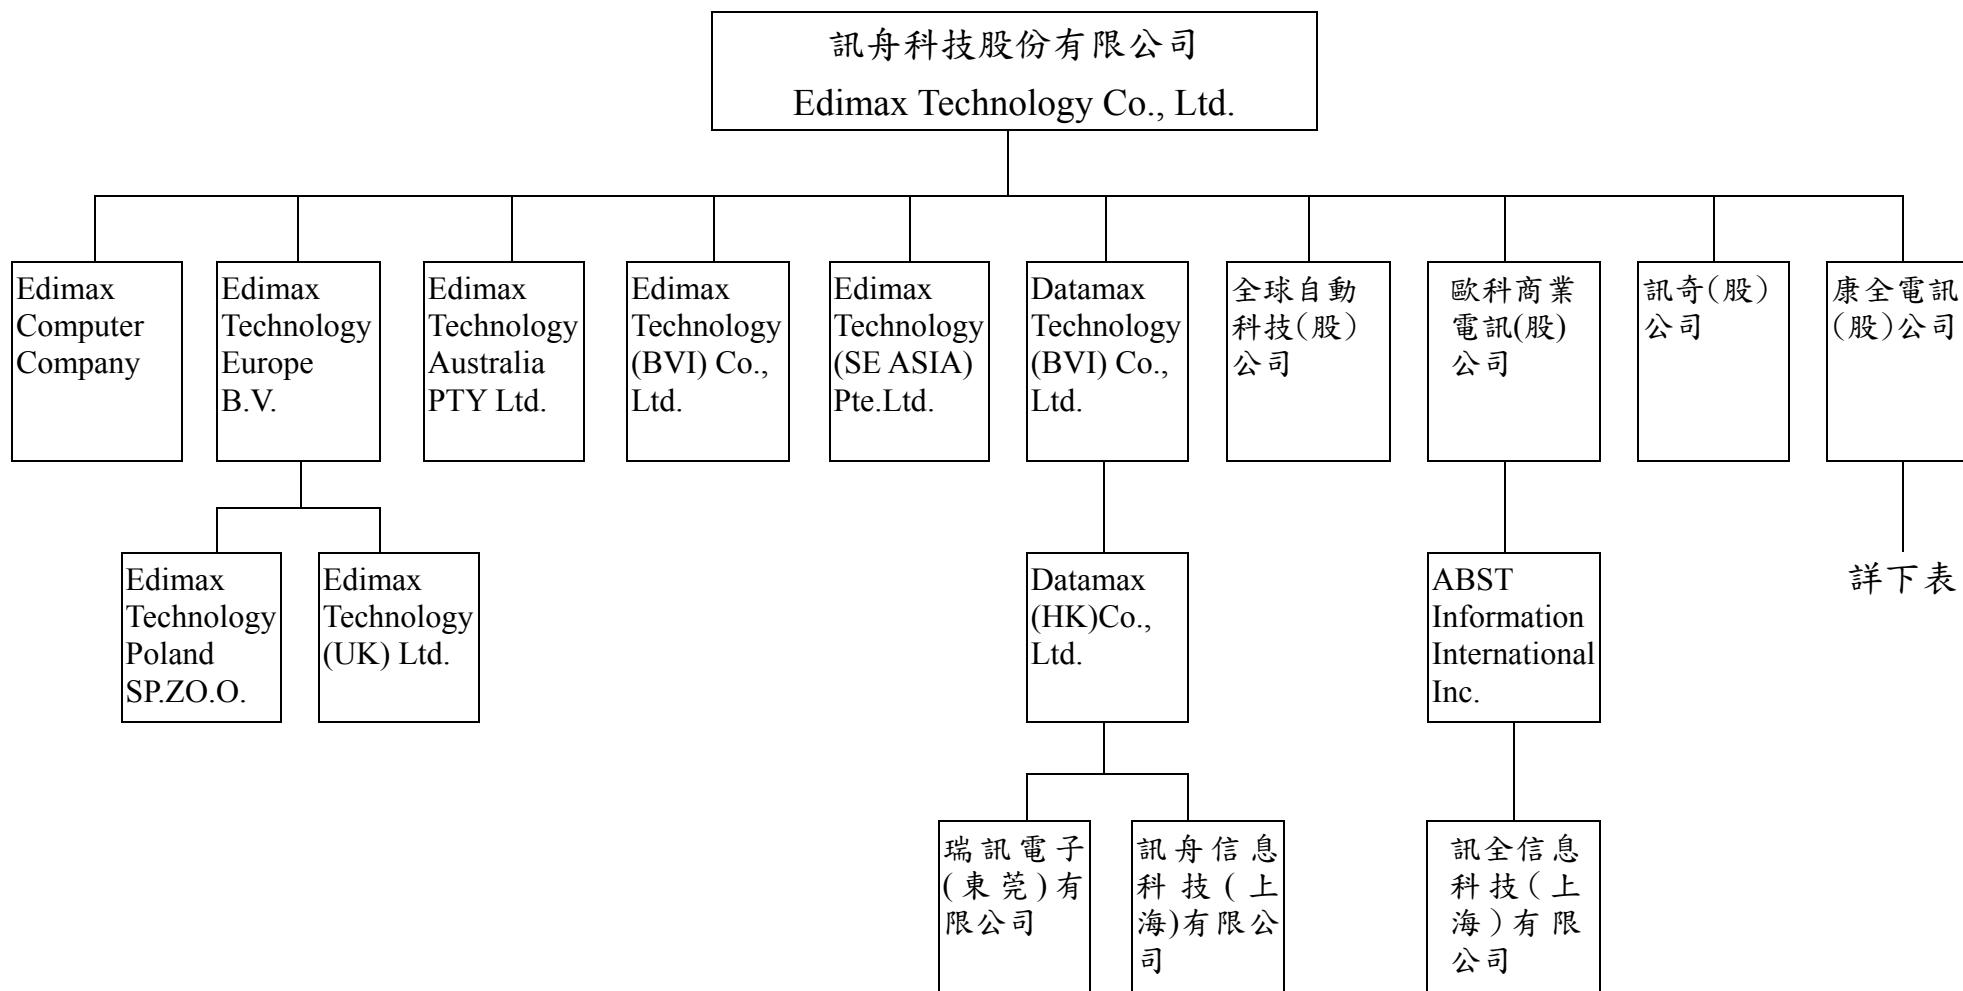 訊舟科技股份有限公司
Edimax Technology Co., Ltd.
Edimax
Computer
Company
Edimax
Technology
Europe
B.V.
Edimax
Technology
Australia
PTY Ltd.
Edimax
Technology
(BVI) Co.,
Ltd.
Edimax
Technology
(SE ASIA)
Pte.Ltd.
Datamax
Technology
(BVI) Co.,
Ltd.
全球自動
科技(股)
公司
歐科商業
電訊(股)
公司
訊奇(股)
公司
康全電訊
(股)公司
Edimax
Technology
Poland
SP.ZO.O.
Edimax
Technology
(UK) Ltd.
Datamax
(HK)Co.,
Ltd.
ABST
Information
International
Inc.
詳下表
瑞訊電子
(東莞)有
限公司
訊舟信息
科技(上
海)有限公
司
訊全信息
科技(上
海)有限
公司